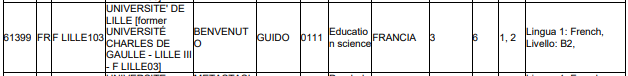 UNIVERSITE' DE
LILLE [former
UNIVERSITÉ
CHARLES DE
GAULLE - LILLE III
- F LILLE03]
61399 FR F LILLE103
BENVENUT
O
GUIDO 0111
Educatio
n science
FRANCIA 3 6 1, 2
Lingua 1: French,
Livello: B2,